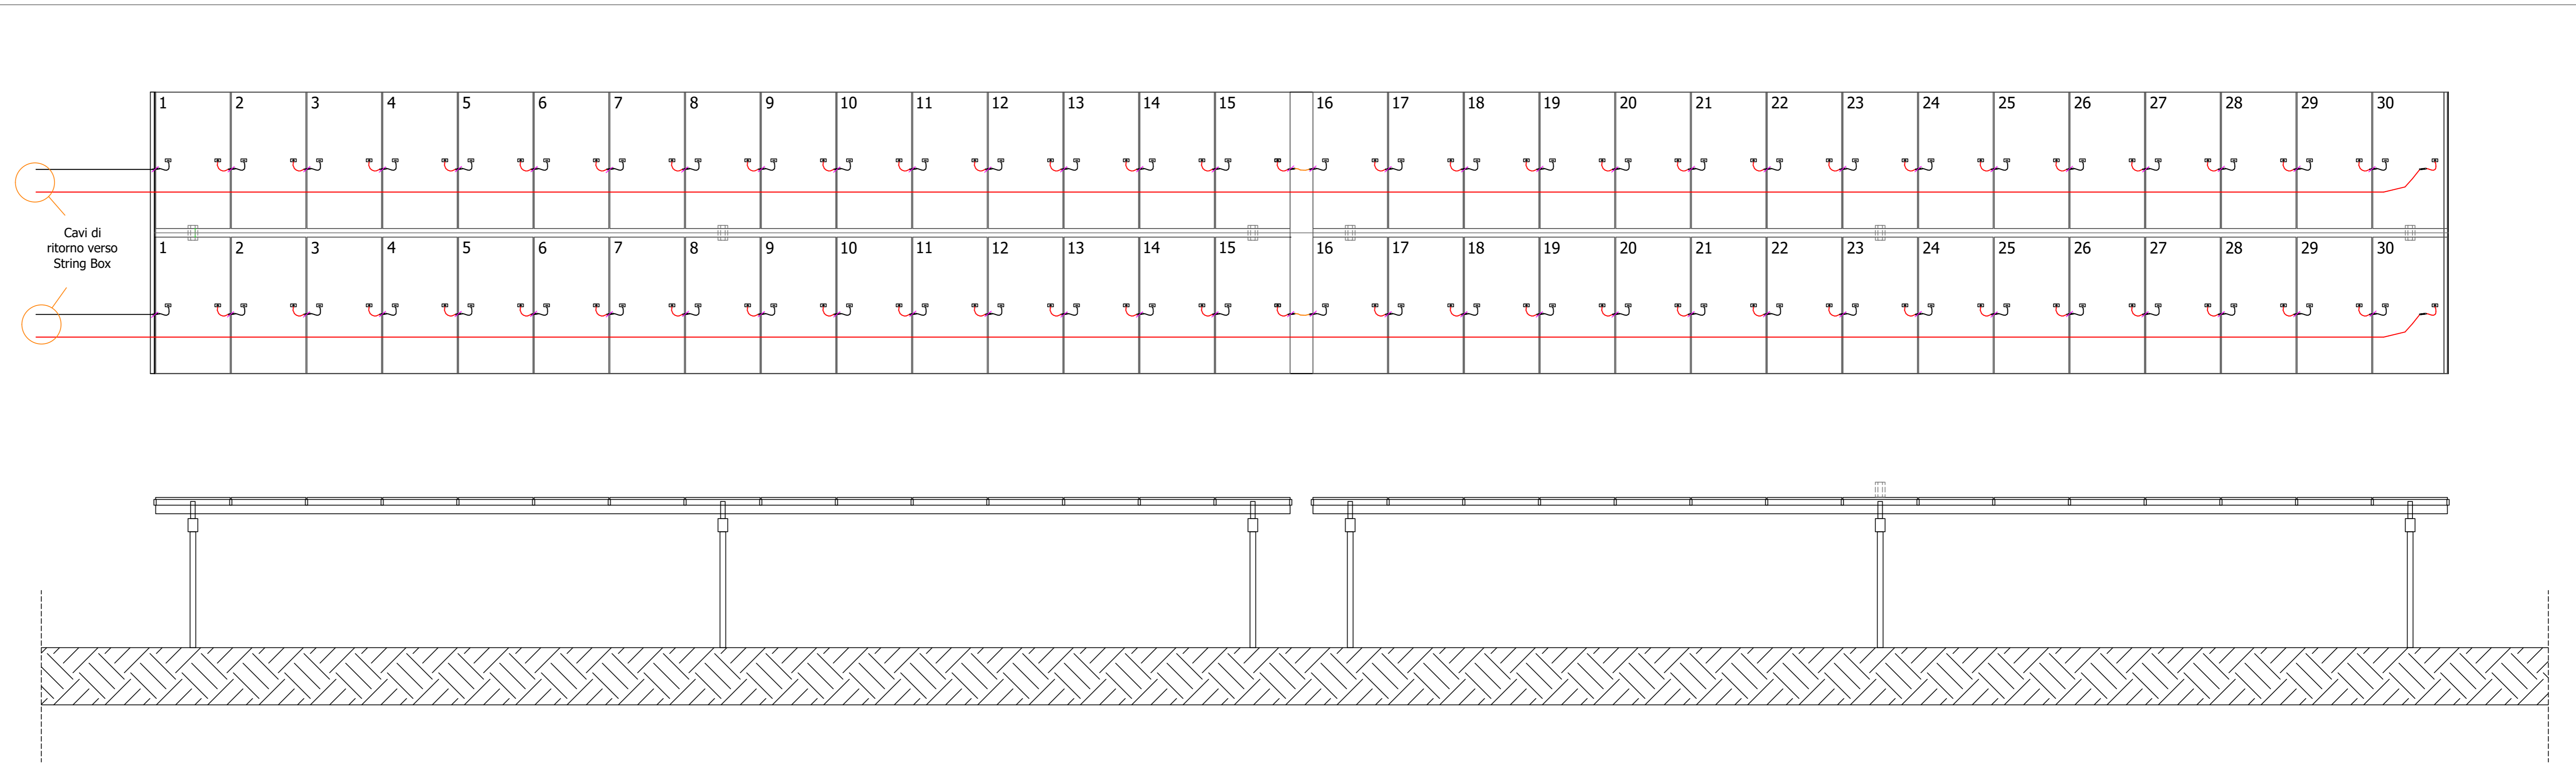 1 2 3 4 5 6 7 8 9 10 11 12 13 14 15 16 17 18 19 20 21 22 23 24 25 26 27 28 29 30
Cavi di
ritorno verso
String Box
1 2 3 4 5 6 7 8 9 10 11 12 13 14 15 16 17 18 19 20 21 22 23 24 25 26 27 28 29 30